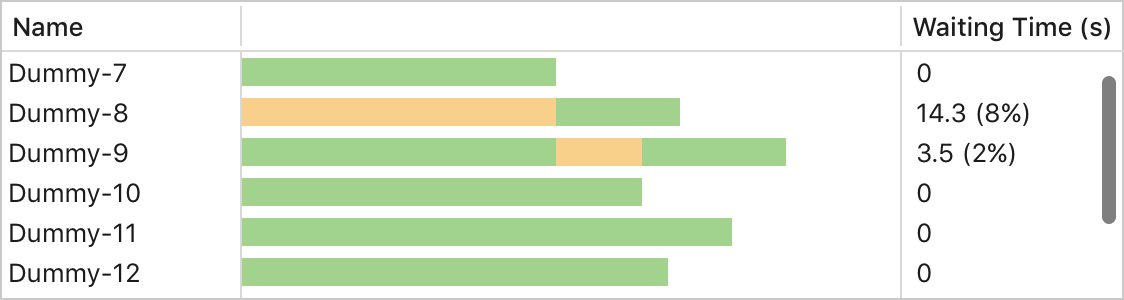 Name Waiting Time (s)
Dummy-7 0
Dummy-8 14.3 (8%)
Dummy-9 3.5 (2%)
Dummy-10 0
Dummy-11 0
Dummy-12 0